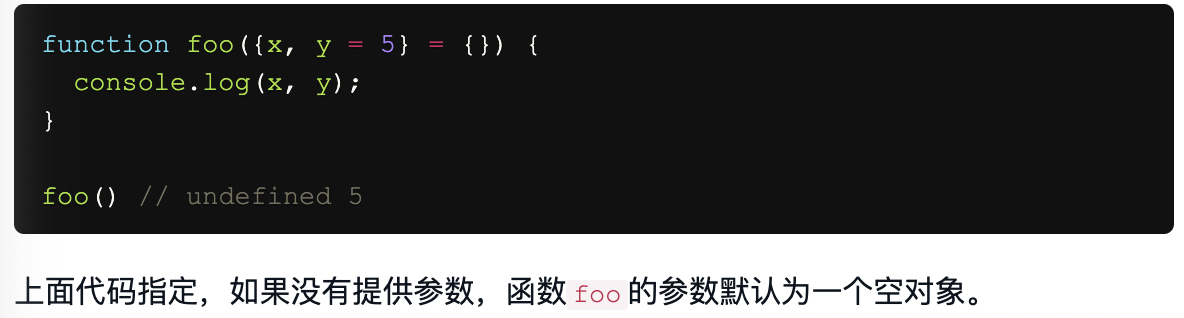 function foo({x, y = 5} = {}) {
  console.log(x, y);
}
foo() // undefined 5
上面代码指定，如果没有提供参数，函数foo的参数默认为一个空对象。